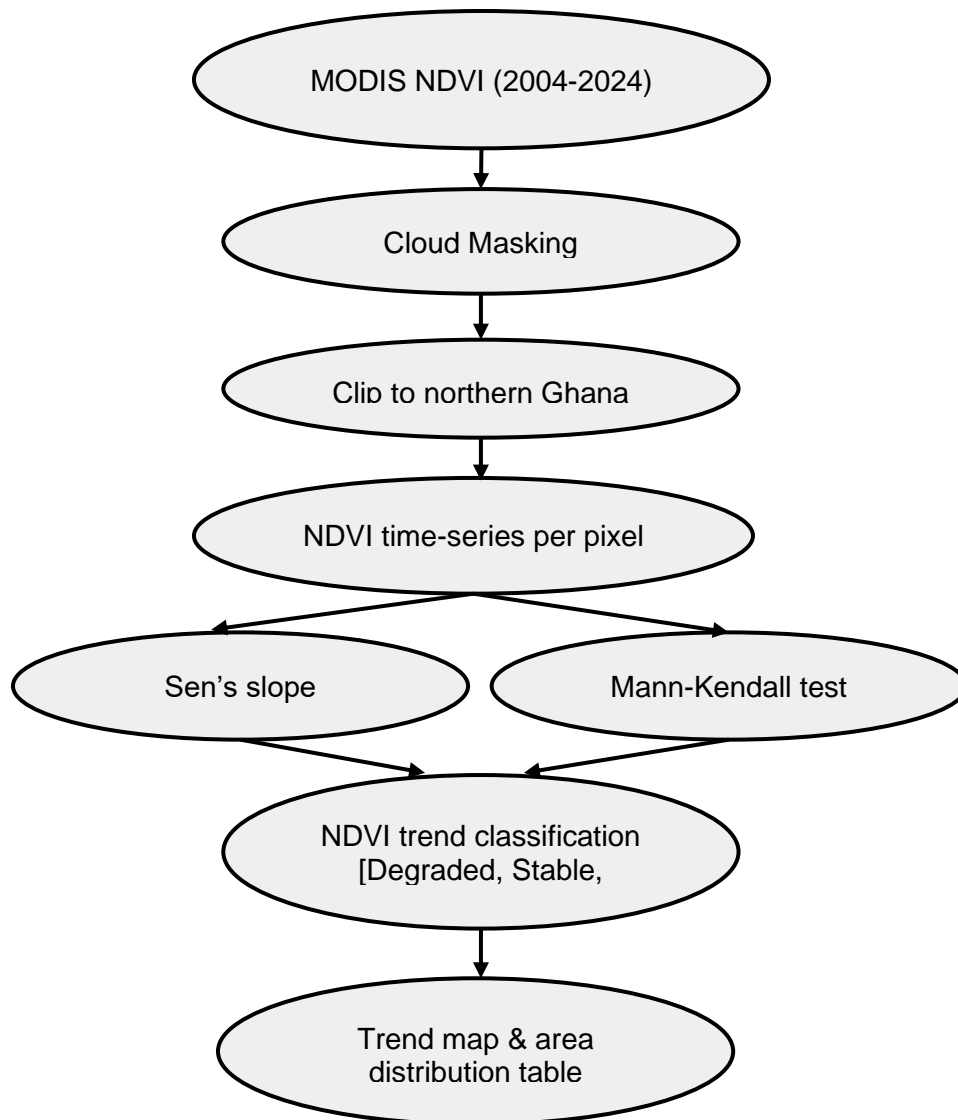 MODIS NDVI (2004-2024)
Cloud Masking
Clip to northern Ghana
NDVI time-series per pixel
Sen’s slope
Mann-Kendall test
NDVI trend classification
[Degraded, Stable,
Trend map & area
distribution table